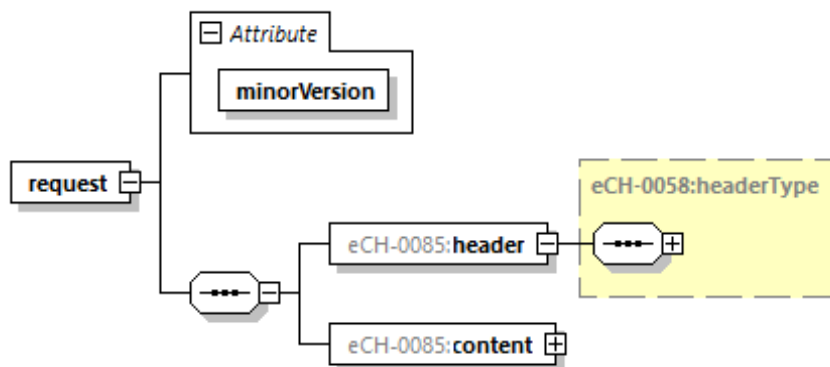 Attribute
minorVersion
request
eCH-0058:headerType
eCH-0085:header
eCH-0085:content